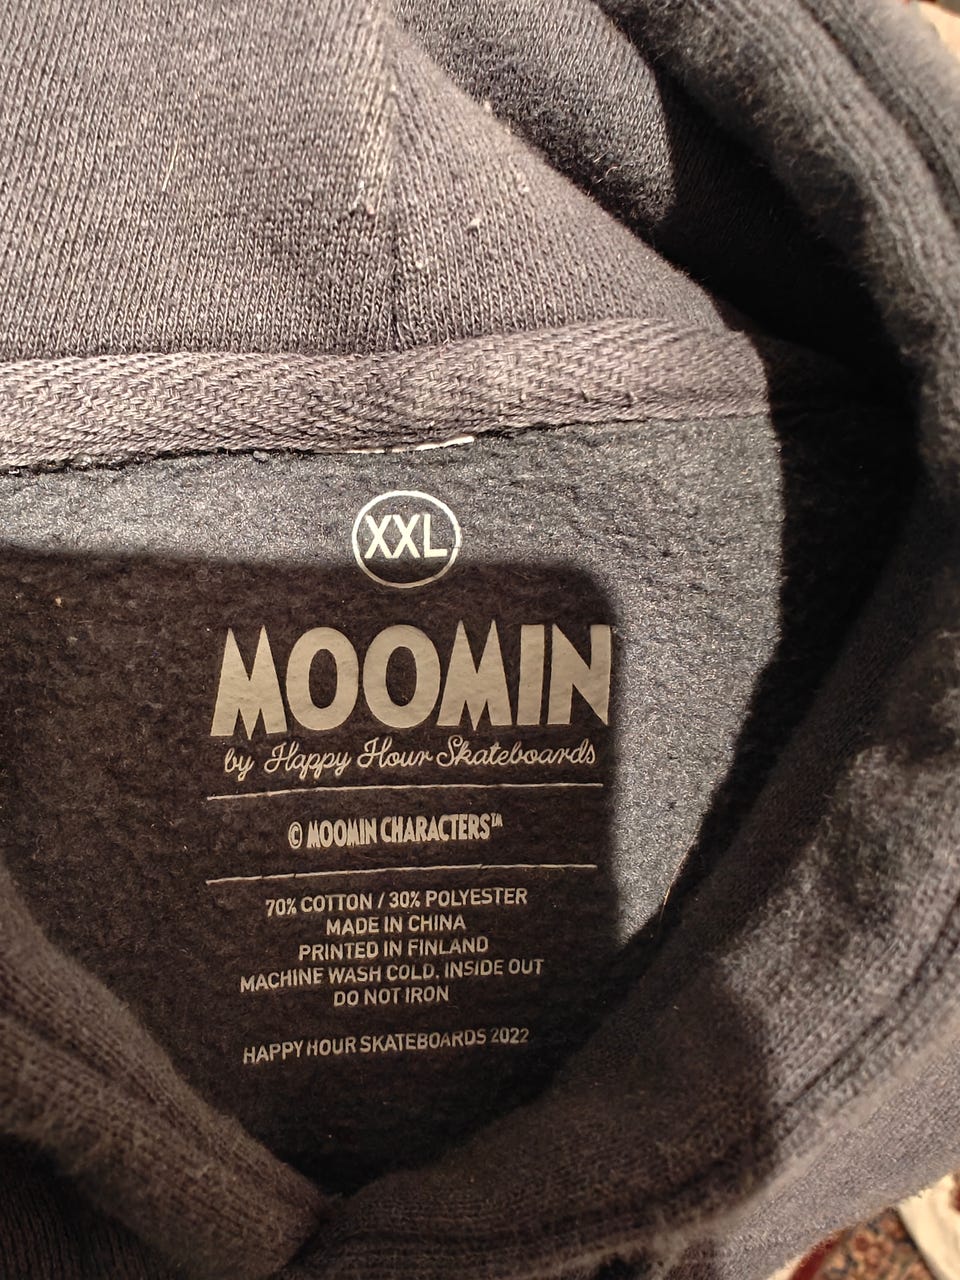 XXL
MOOMIN
by Happy Hour Skateboards
© MOOMIN CHARACTERS™
70% COTTON / 30% POLYESTER
MADE IN CHINA
PRINTED IN FINLAND
MACHINE WASH COLD, INSIDE OUT
DO NOT IRON
HAPPY HOUR SKATEBOARDS 2022